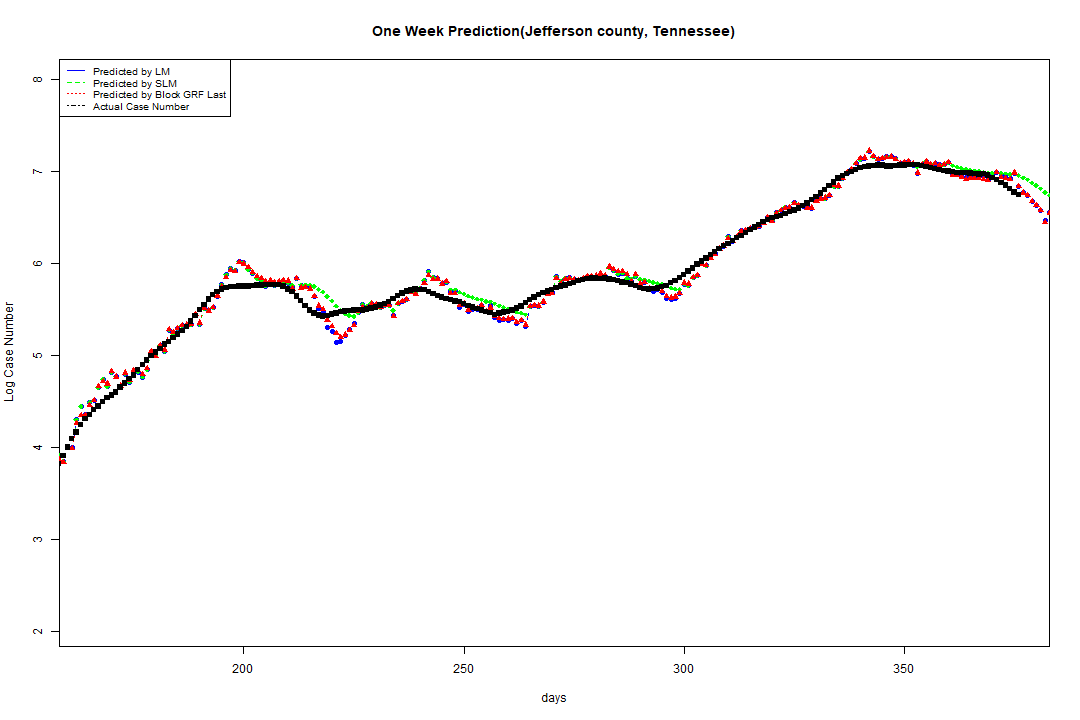 One Week Prediction(Jefferson county, Tennessee)
Predicted by LM
Predicted by SLM
Predicted by Block GRF Last
Actual Case Number
8
7
6
5
4
3
2
Log Case Number
200 250 300 350
days